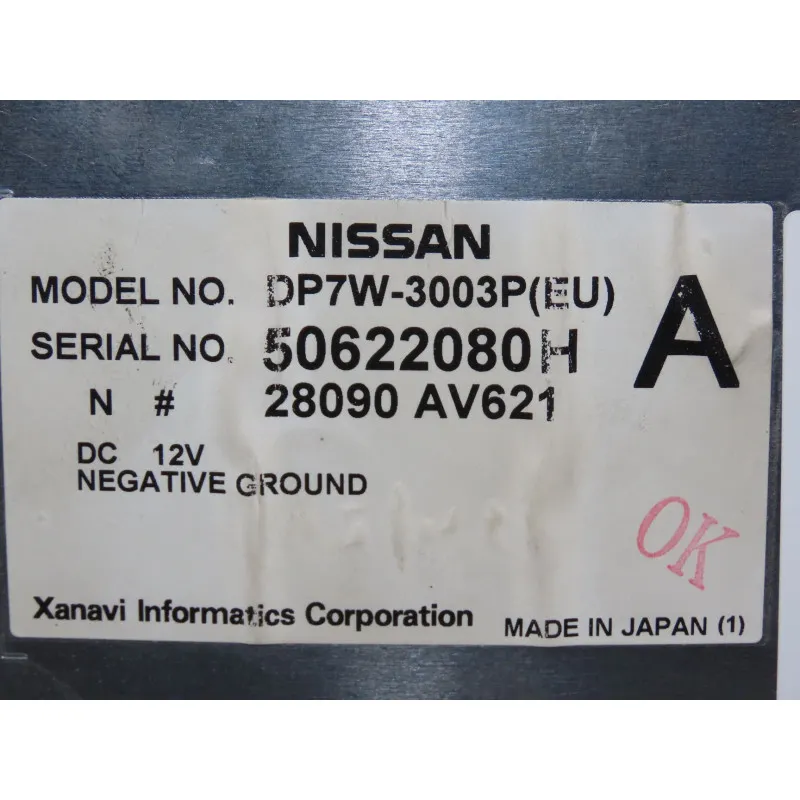 NISSAN
MODEL NO. DP7W-3003P(EU)
A
SERIAL NO. 50622080H
N # 28090 AV621
DC 12V
NEGATIVE GROUND
OK
Xanavi Informatics Corporation
MADE IN JAPAN (1)